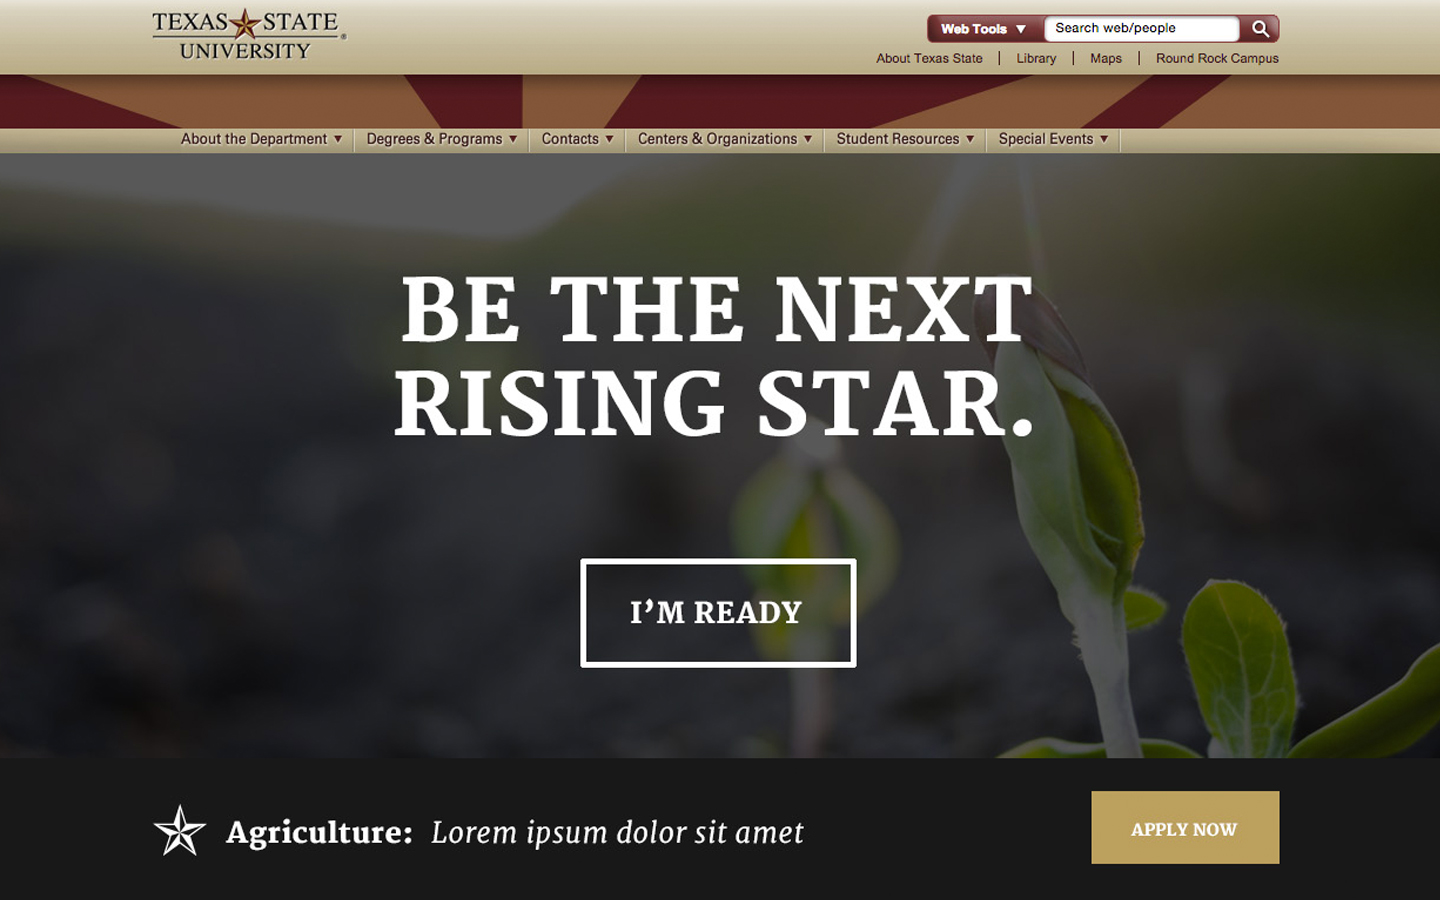 TEXAS STATE
UNIVERSITY
®
Web Tools ▼
Search web/people
About Texas State | Library | Maps | Round Rock Campus
About the Department ▼
Degrees & Programs ▼
Contacts ▼
Centers & Organizations ▼
Student Resources ▼
Special Events ▼
BE THE NEXT
RISING STAR.
I’M READY
Agriculture: Lorem ipsum dolor sit amet
APPLY NOW